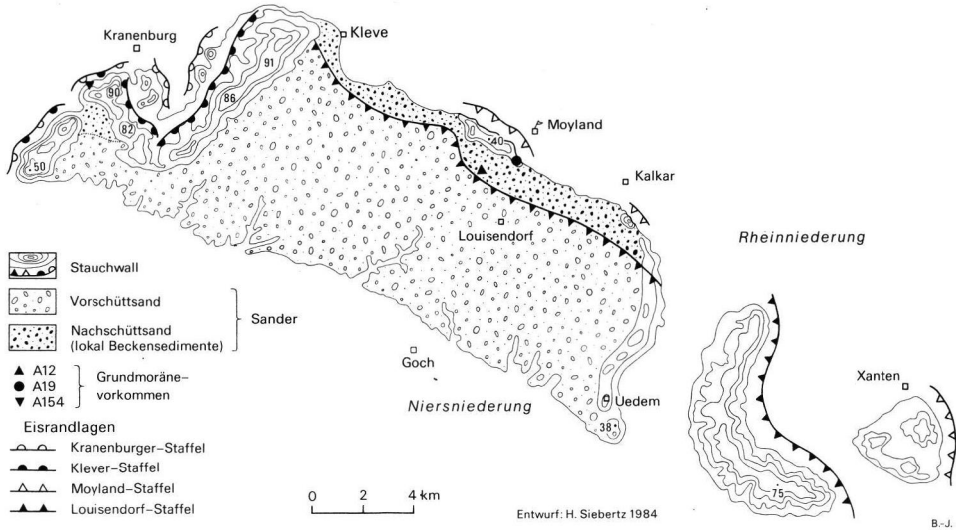 Kranenburg
Kleve
90
91
86
82
50
40
Moyland
Kalkar
Louisendorf
Rheinniederung
Stauchwall
Vorschüttsand
Sander
Nachschüttsand
(lokal Beckensedimente)
A12
A19
A154
Grundmoräne-
vorkommen
Goch
Niersniederung
Uedem
38
Xanten
75
Eisrandlagen
Kranenburger-Staffel
Klever-Staffel
Moyland-Staffel
Louisendorf-Staffel
0 2 4 km
Entwurf: H. Siebertz 1984
B.-J.